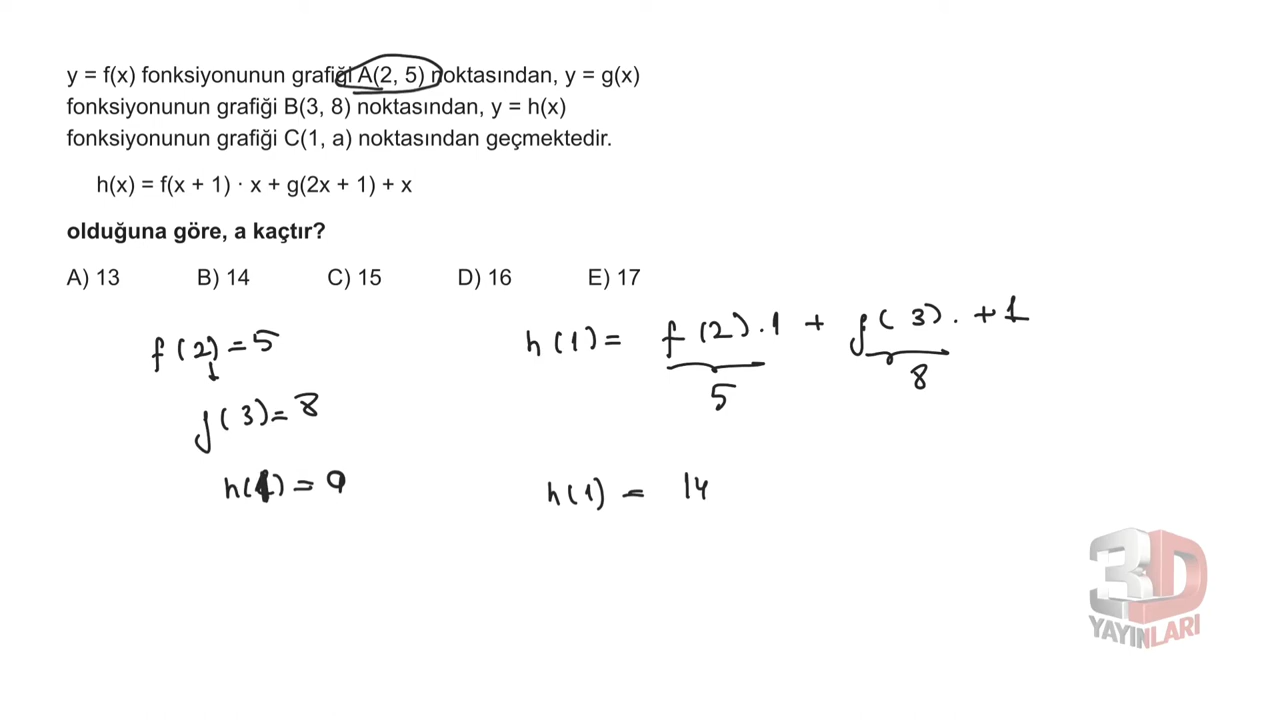 y = f(x) fonksiyonunun grafiği A(2, 5) noktasından, y = g(x)
fonksiyonunun grafiği B(3, 8) noktasından, y = h(x)
fonksiyonunun grafiği C(1, a) noktasından geçmektedir.
h(x) = f(x + 1) · x + g(2x + 1) + x
olduğuna göre, a kaçtır?
A) 13 B) 14 C) 15 D) 16 E) 17
f(2) = 5
g(3) = 8
h(1) = a
h(1) = f(2).1 + g(3). + 1
5 8
h(1) = 14
3D
YAYINLARI